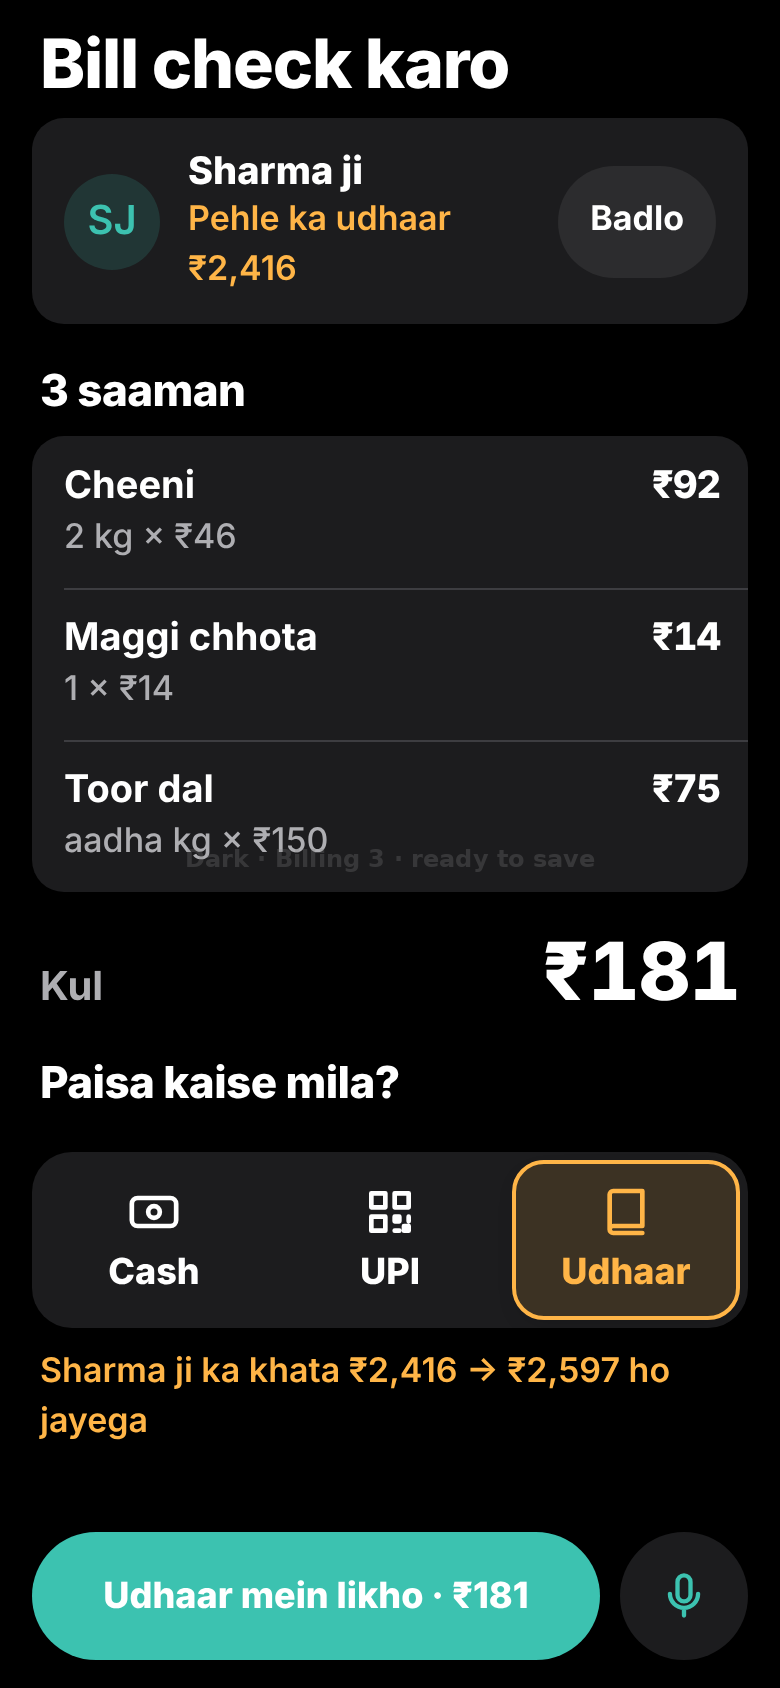 Bill check karo
SJ
Sharma ji
Pehle ka udhaar
₹2,416
Badlo
3 saaman
Cheeni
₹92
2 kg × ₹46
Maggi chhota
₹14
1 × ₹14
Toor dal
₹75
aadha kg × ₹150
Dark · Billing 3 · ready to save
Kul
₹181
Paisa kaise mila?
Cash
UPI
Udhaar
Sharma ji ka khata ₹2,416 → ₹2,597 ho
jayega
Udhaar mein likho · ₹181